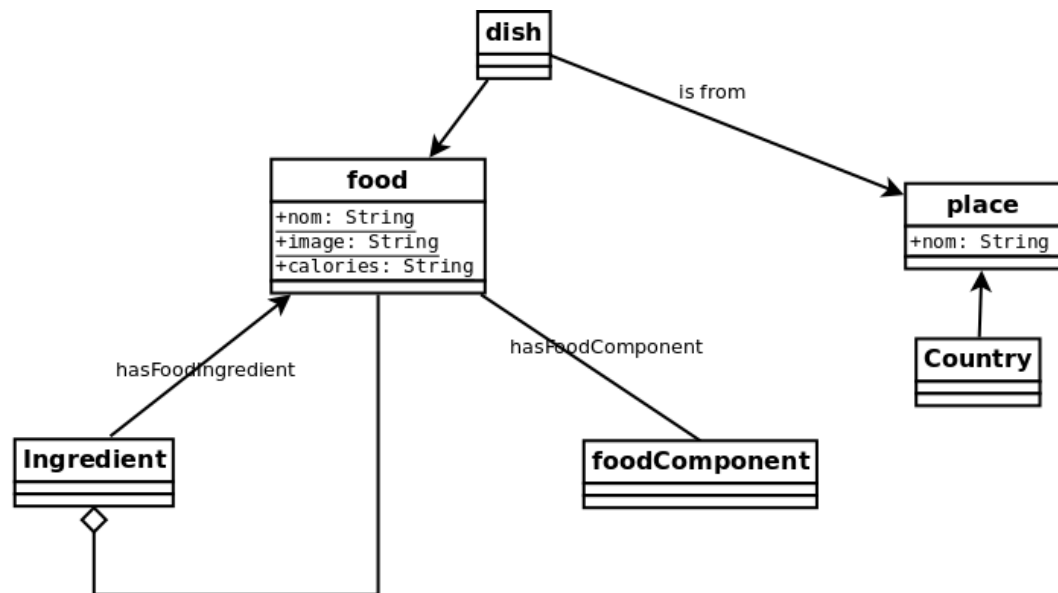 dish
is from
food
+nom: String
+image: String
+calories: String
place
+nom: String
hasFoodIngredient
hasFoodComponent
Country
Ingredient
foodComponent